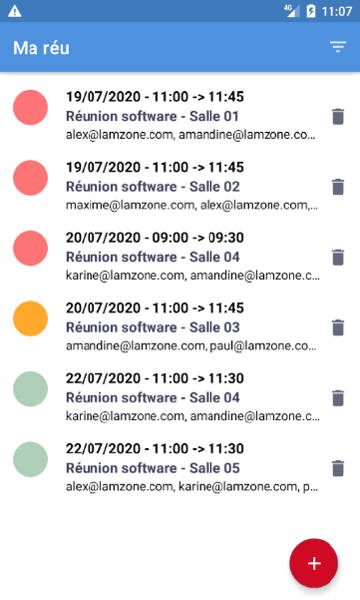 4G 11:07
Ma réu
19/07/2020 - 11:00 -> 11:45
Réunion software - Salle 01
alex@lamzone.com, amandine@lamzone.co...
19/07/2020 - 11:00 -> 11:45
Réunion software - Salle 02
maxime@lamzone.com, alex@lamzone.com,...
20/07/2020 - 09:00 -> 09:30
Réunion software - Salle 04
karine@lamzone.com, amandine@lamzone.c...
20/07/2020 - 11:00 -> 11:45
Réunion software - Salle 03
amandine@lamzone.com, paul@lamzone.co...
22/07/2020 - 11:00 -> 11:30
Réunion software - Salle 04
karine@lamzone.com, amandine@lamzone.c...
22/07/2020 - 11:00 -> 11:30
Réunion software - Salle 05
alex@lamzone.com, karine@lamzone.com, p...